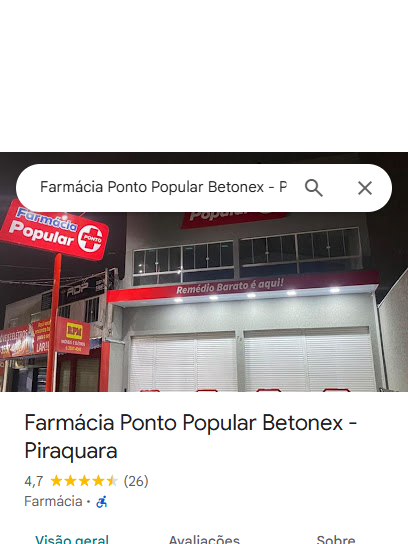 Farmácia Ponto Popular Betonex - P
Popular
Farmácia
Popular
PONTO
Remédio Barato é aqui!
Farmácia Ponto Popular Betonex -
Piraquara
4,7 (26)
Farmácia ·
Visão geral Avaliações Sobre